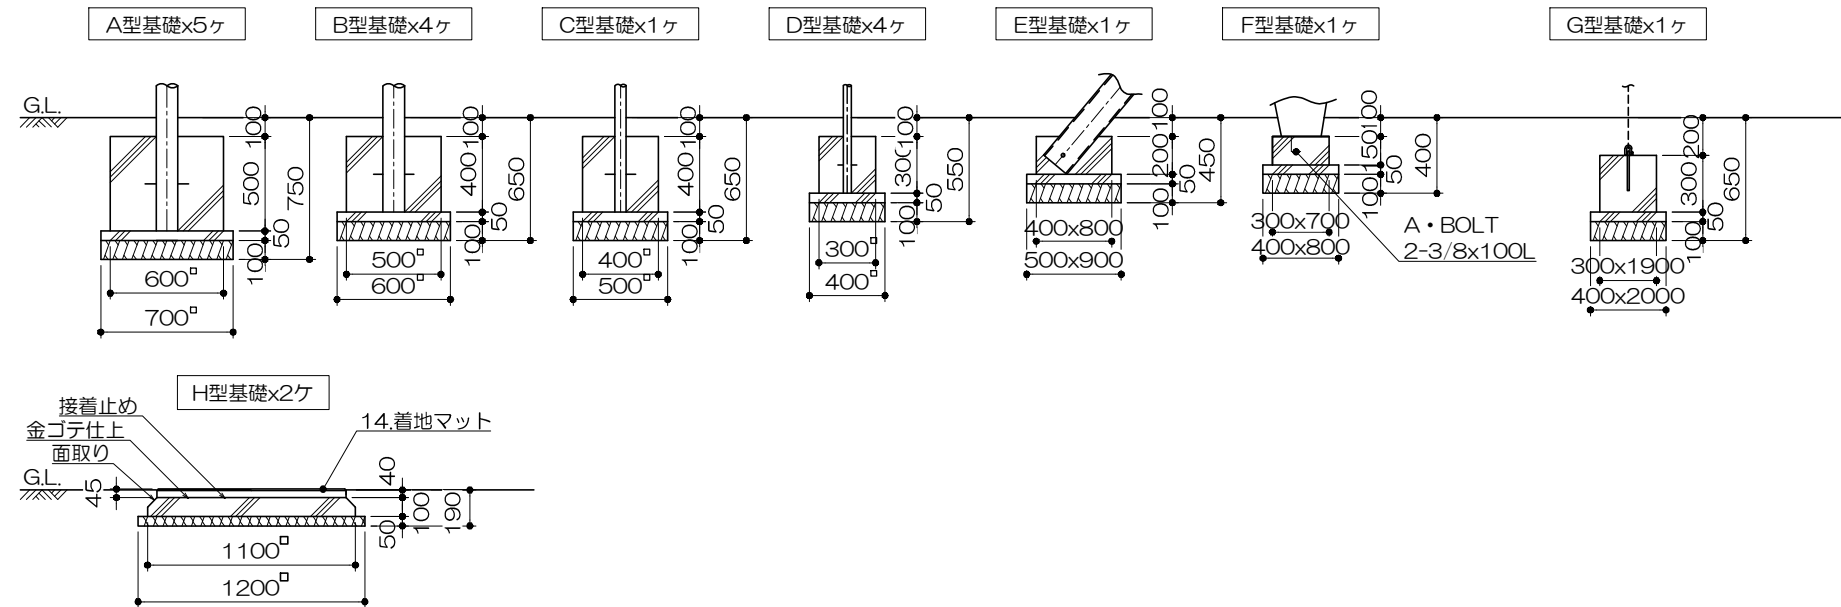 A型基礎x5ケ
B型基礎x4ケ
C型基礎x1ケ
D型基礎x4ケ
E型基礎x1ケ
F型基礎x1ケ
G型基礎x1ケ
G.L.
100
500
50
100
750
600□
700□
100
400
50
100
650
500□
600□
100
400
50
100
650
400□
500□
100
300
50
100
550
300□
400□
100
200
50
100
450
400x800
500x900
100
150
50
100
400
300x700
400x800
A・BOLT
2-3/8x100L
200
300
50
100
650
300x1900
400x2000
H型基礎x2ケ
接着止め
金ゴテ仕上
面取り
14.着地マット
G.L.
45
40
100
50
190
1100□
1200□